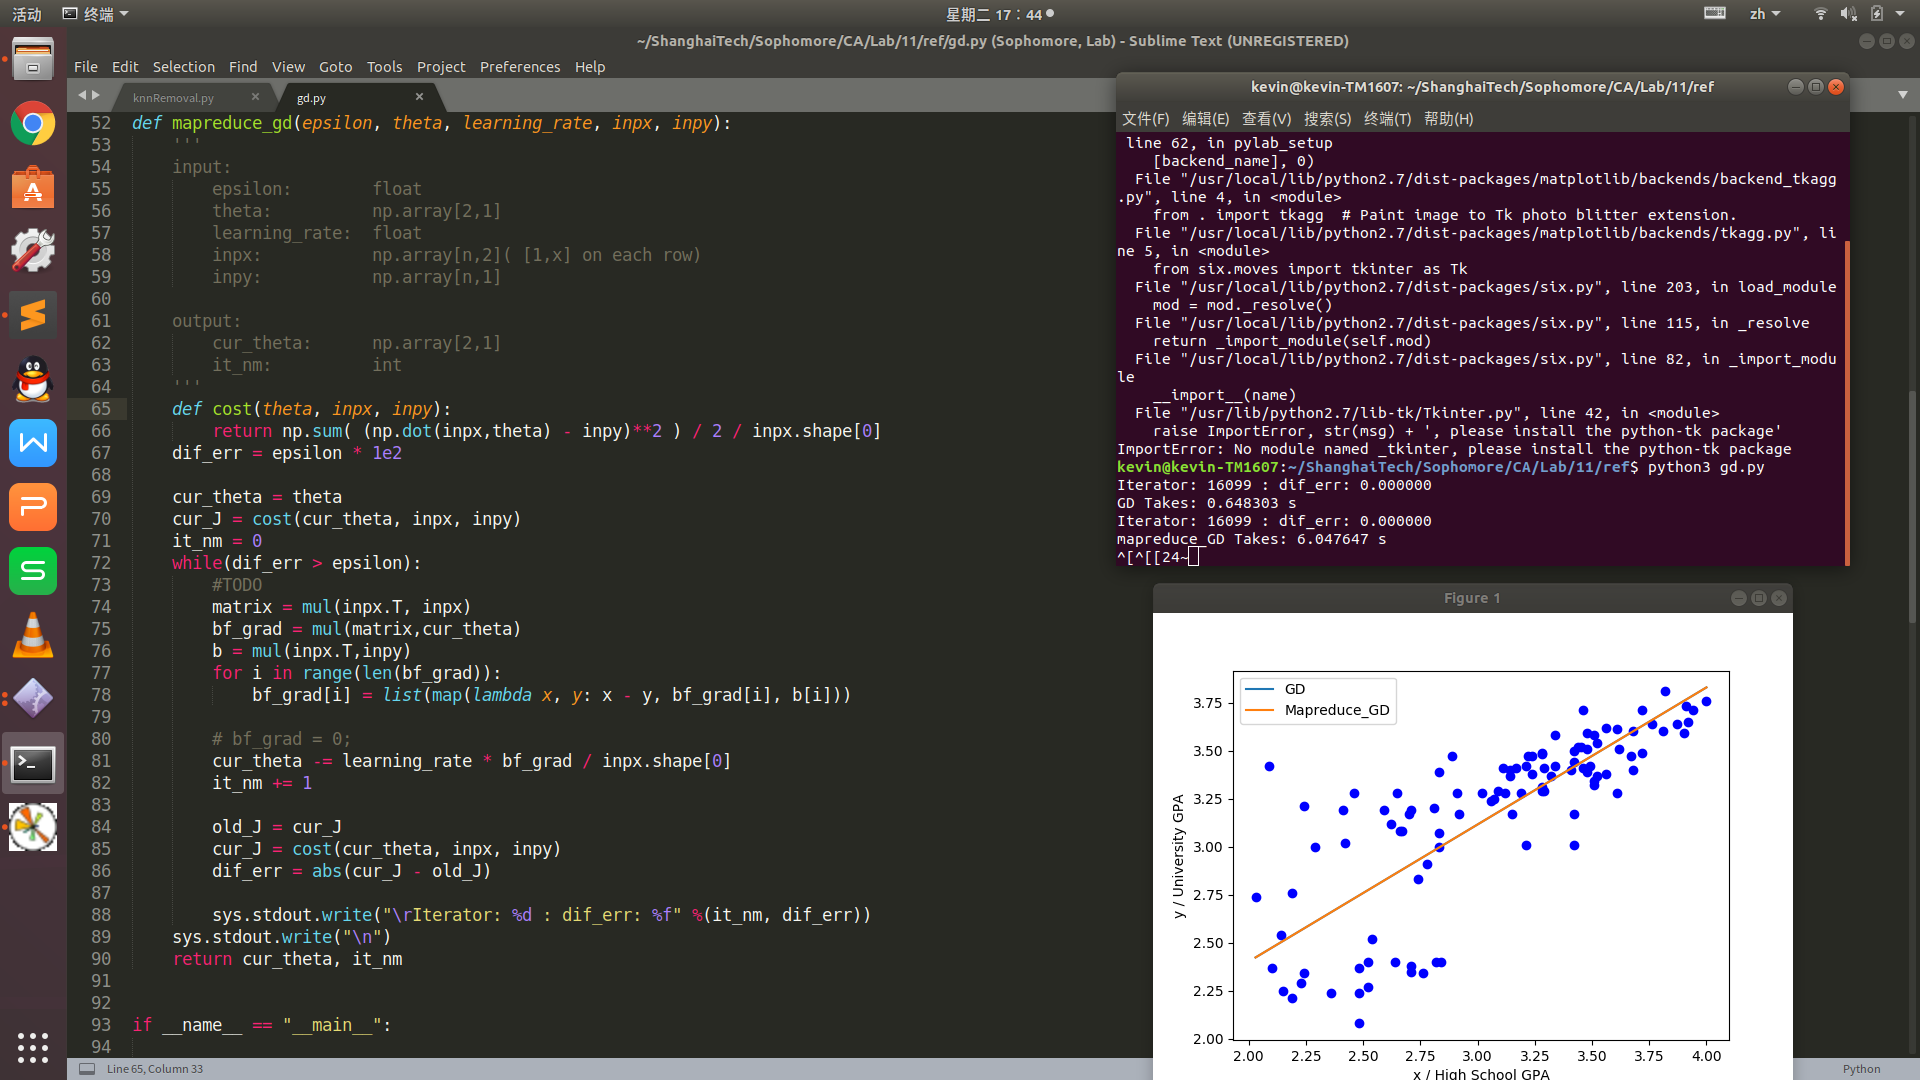 活动
终端
星期二 17：44
zh
~/ShanghaiTech/Sophomore/CA/Lab/11/ref/gd.py (Sophomore, Lab) - Sublime Text (UNREGISTERED)
File Edit Selection Find View Goto Tools Project Preferences Help
knnRemoval.py
gd.py
52 def mapreduce_gd(epsilon, theta, learning_rate, inpx, inpy):
53     '''
54     input:
55         epsilon:        float
56         theta:          np.array[2,1]
57         learning_rate:  float
58         inpx:           np.array[n,2]( [1,x] on each row)
59         inpy:           np.array[n,1]
60
61     output:
62         cur_theta:      np.array[2,1]
63         it_nm:          int
64     '''
65     def cost(theta, inpx, inpy):
66         return np.sum( (np.dot(inpx,theta) - inpy)**2 ) / 2 / inpx.shape[0]
67     dif_err = epsilon * 1e2
68
69     cur_theta = theta
70     cur_J = cost(cur_theta, inpx, inpy)
71     it_nm = 0
72     while(dif_err > epsilon):
73         #TODO
74         matrix = mul(inpx.T, inpx)
75         bf_grad = mul(matrix,cur_theta)
76         b = mul(inpx.T,inpy)
77         for i in range(len(bf_grad)):
78             bf_grad[i] = list(map(lambda x, y: x - y, bf_grad[i], b[i]))
79
80         # bf_grad = 0;
81         cur_theta -= learning_rate * bf_grad / inpx.shape[0]
82         it_nm += 1
83
84         old_J = cur_J
85         cur_J = cost(cur_theta, inpx, inpy)
86         dif_err = abs(cur_J - old_J)
87
88         sys.stdout.write("\rIterator: %d : dif_err: %f" %(it_nm, dif_err))
89     sys.stdout.write("\n")
90     return cur_theta, it_nm
91
92
93 if __name__ == "__main__":
94
Line 65, Column 33
Python
kevin@kevin-TM1607: ~/ShanghaiTech/Sophomore/CA/Lab/11/ref
文件(F) 编辑(E) 查看(V) 搜索(S) 终端(T) 帮助(H)
 line 62, in pylab_setup
    [backend_name], 0)
  File "/usr/local/lib/python2.7/dist-packages/matplotlib/backends/backend_tkagg
.py", line 4, in <module>
    from . import tkagg  # Paint image to Tk photo blitter extension.
  File "/usr/local/lib/python2.7/dist-packages/matplotlib/backends/tkagg.py", li
ne 5, in <module>
    from six.moves import tkinter as Tk
  File "/usr/local/lib/python2.7/dist-packages/six.py", line 203, in load_module
    mod = mod._resolve()
  File "/usr/local/lib/python2.7/dist-packages/six.py", line 115, in _resolve
    return _import_module(self.mod)
  File "/usr/local/lib/python2.7/dist-packages/six.py", line 82, in _import_modu
le
    __import__(name)
  File "/usr/lib/python2.7/lib-tk/Tkinter.py", line 42, in <module>
    raise ImportError, str(msg) + ', please install the python-tk package'
ImportError: No module named _tkinter, please install the python-tk package
kevin@kevin-TM1607:~/ShanghaiTech/Sophomore/CA/Lab/11/ref$ python3 gd.py
Iterator: 16099 : dif_err: 0.000000
GD Takes: 0.648303 s
Iterator: 16099 : dif_err: 0.000000
mapreduce_GD Takes: 6.047647 s
^[^[[24~
Figure 1
GD
Mapreduce_GD
3.75
3.50
3.25
3.00
2.75
2.50
2.25
2.00
y / University GPA
2.00 2.25 2.50 2.75 3.00 3.25 3.50 3.75 4.00
x / High School GPA